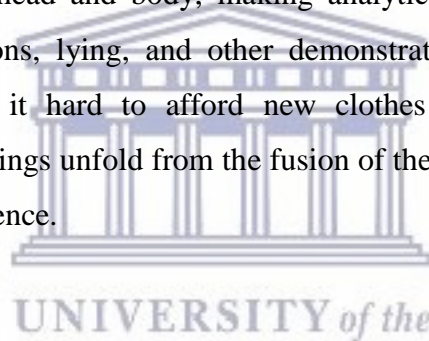 head and body, making analytic
ons, lying, and other demonstrat
it hard to afford new clothes
ings unfold from the fusion of the
ence.
UNIVERSITY of the